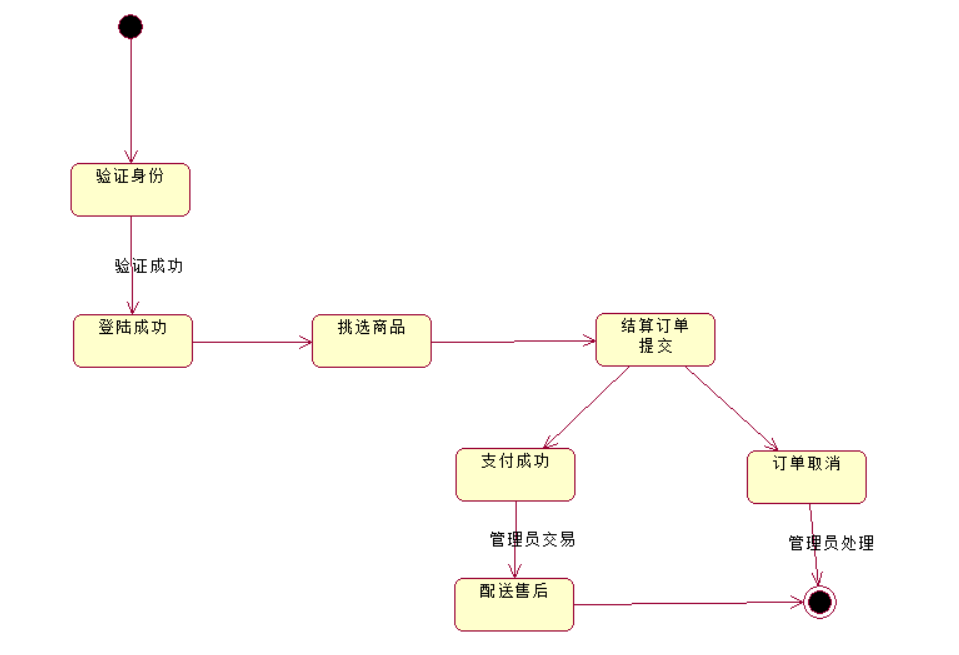 验证身份
验证成功
登陆成功
挑选商品
结算订单
提交
支付成功
订单取消
管理员交易
管理员处理
配送售后